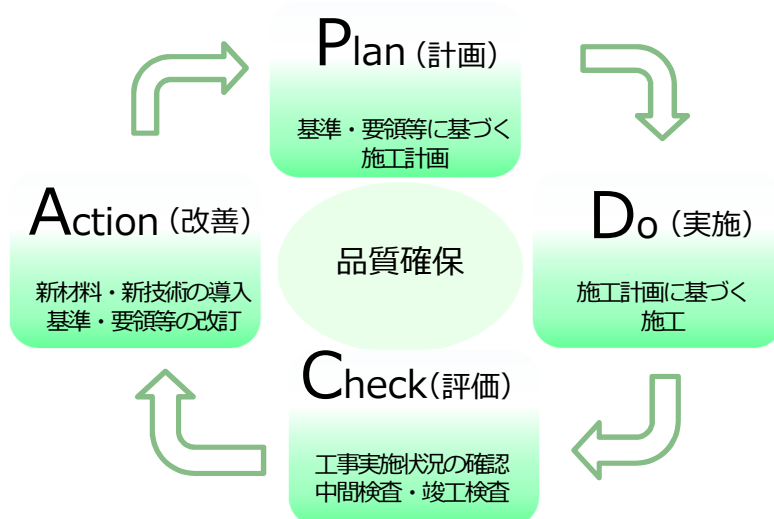 Plan（計画）
基準・要領等に基づく
施工計画
Do（実施）
施工計画に基づく
施工
Check（評価）
工事実施状況の確認
中間検査・竣工検査
Action（改善）
新材料・新技術の導入
基準・要領等の改訂
品質確保